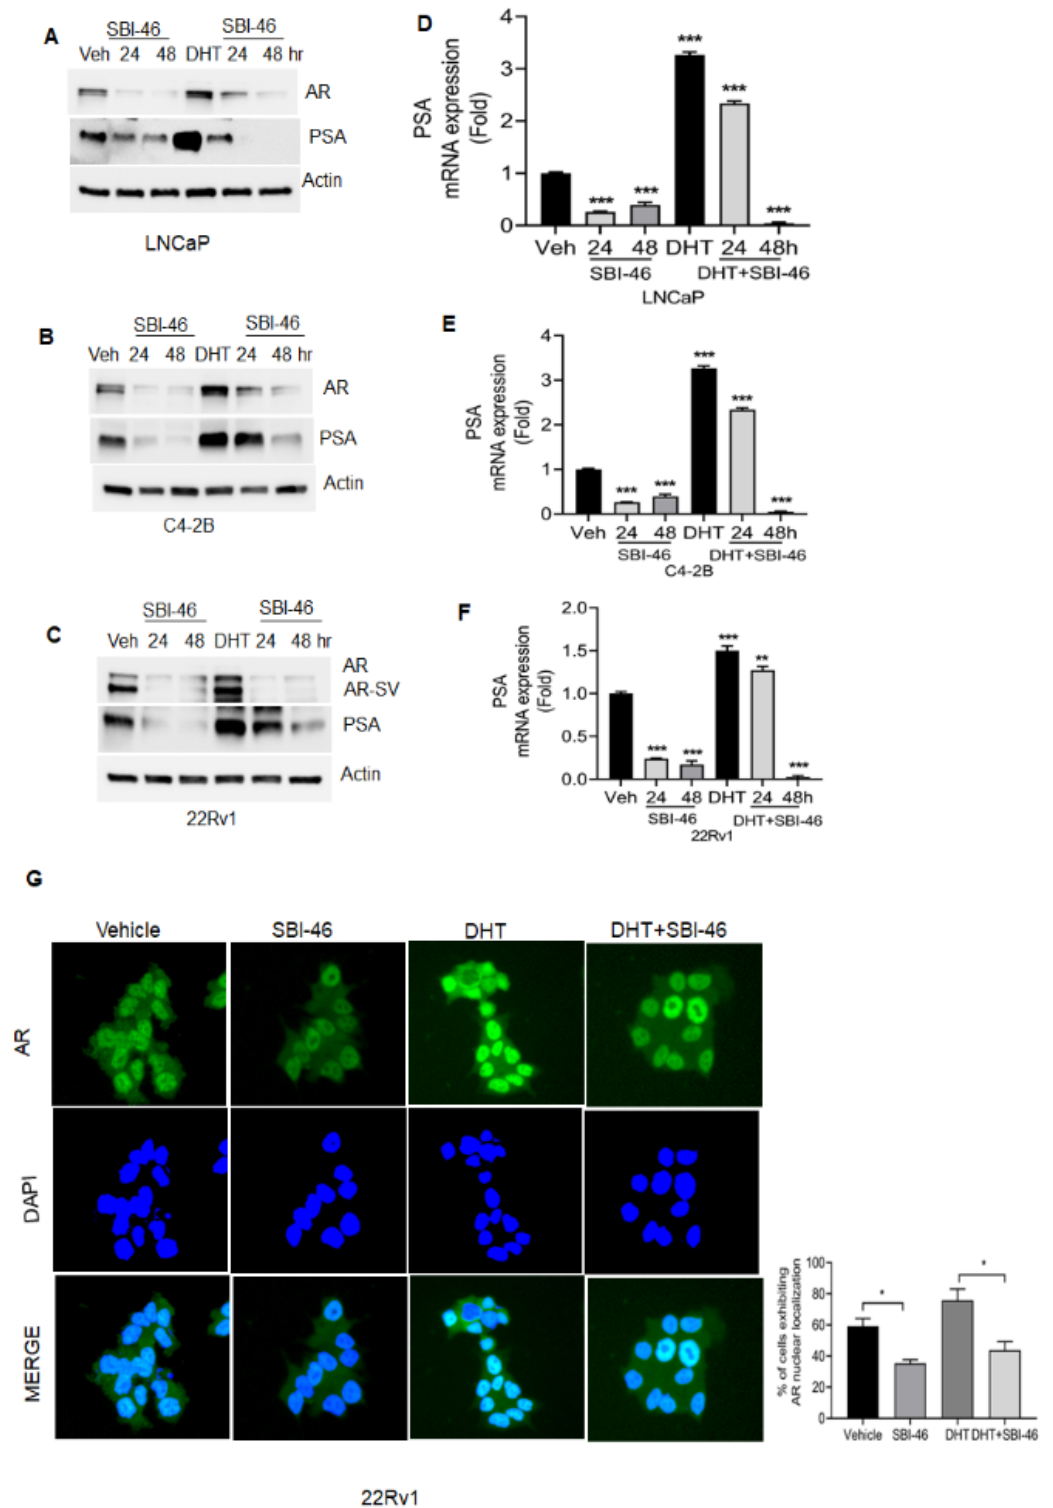 A
SBI-46 SBI-46
Veh 24 48 DHT 24 48 hr
AR
PSA
Actin
LNCaP
D
PSA
mRNA expression
(Fold)
4
3
2
1
0
*** *** *** *** ***
Veh 24 48 DHT 24 48h
SBI-46 DHT+SBI-46
LNCaP
B
SBI-46 SBI-46
Veh 24 48 DHT 24 48 hr
AR
PSA
Actin
C4-2B
E
PSA
mRNA expression
(Fold)
4
3
2
1
0
*** *** *** *** ***
Veh 24 48 DHT 24 48h
SBI-46 DHT+SBI-46
C4-2B
C
SBI-46 SBI-46
Veh 24 48 DHT 24 48 hr
AR
AR-SV
PSA
Actin
22Rv1
F
PSA
mRNA expression
(Fold)
2.0
1.5
1.0
0.5
0.0
*** *** *** ** ***
Veh 24 48 DHT 24 48h
SBI-46 DHT+SBI-46
22Rv1
G
Vehicle SBI-46 DHT DHT+SBI-46
AR
DAPI
MERGE
22Rv1
% of cells exhibiting
AR nuclear localization
100
80
60
40
20
0
* *
Vehicle SBI-46 DHT DHT+SBI-46